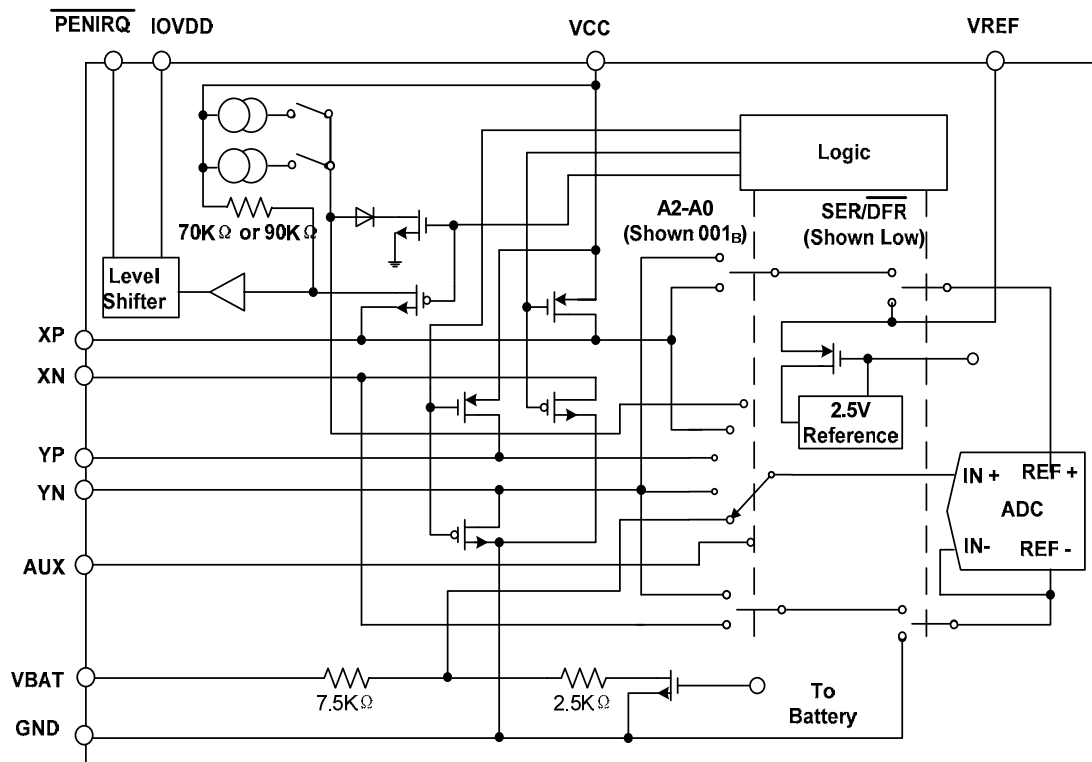 PENIRQ IOVDD VCC VREF
Logic
70KΩ or 90KΩ
A2-A0
(Shown 001B)
SER/DFR
(Shown Low)
Level
Shifter
XP
XN
2.5V
Reference
YP
YN
IN + REF +
ADC
IN- REF -
AUX
VBAT
7.5KΩ
2.5KΩ
To
Battery
GND